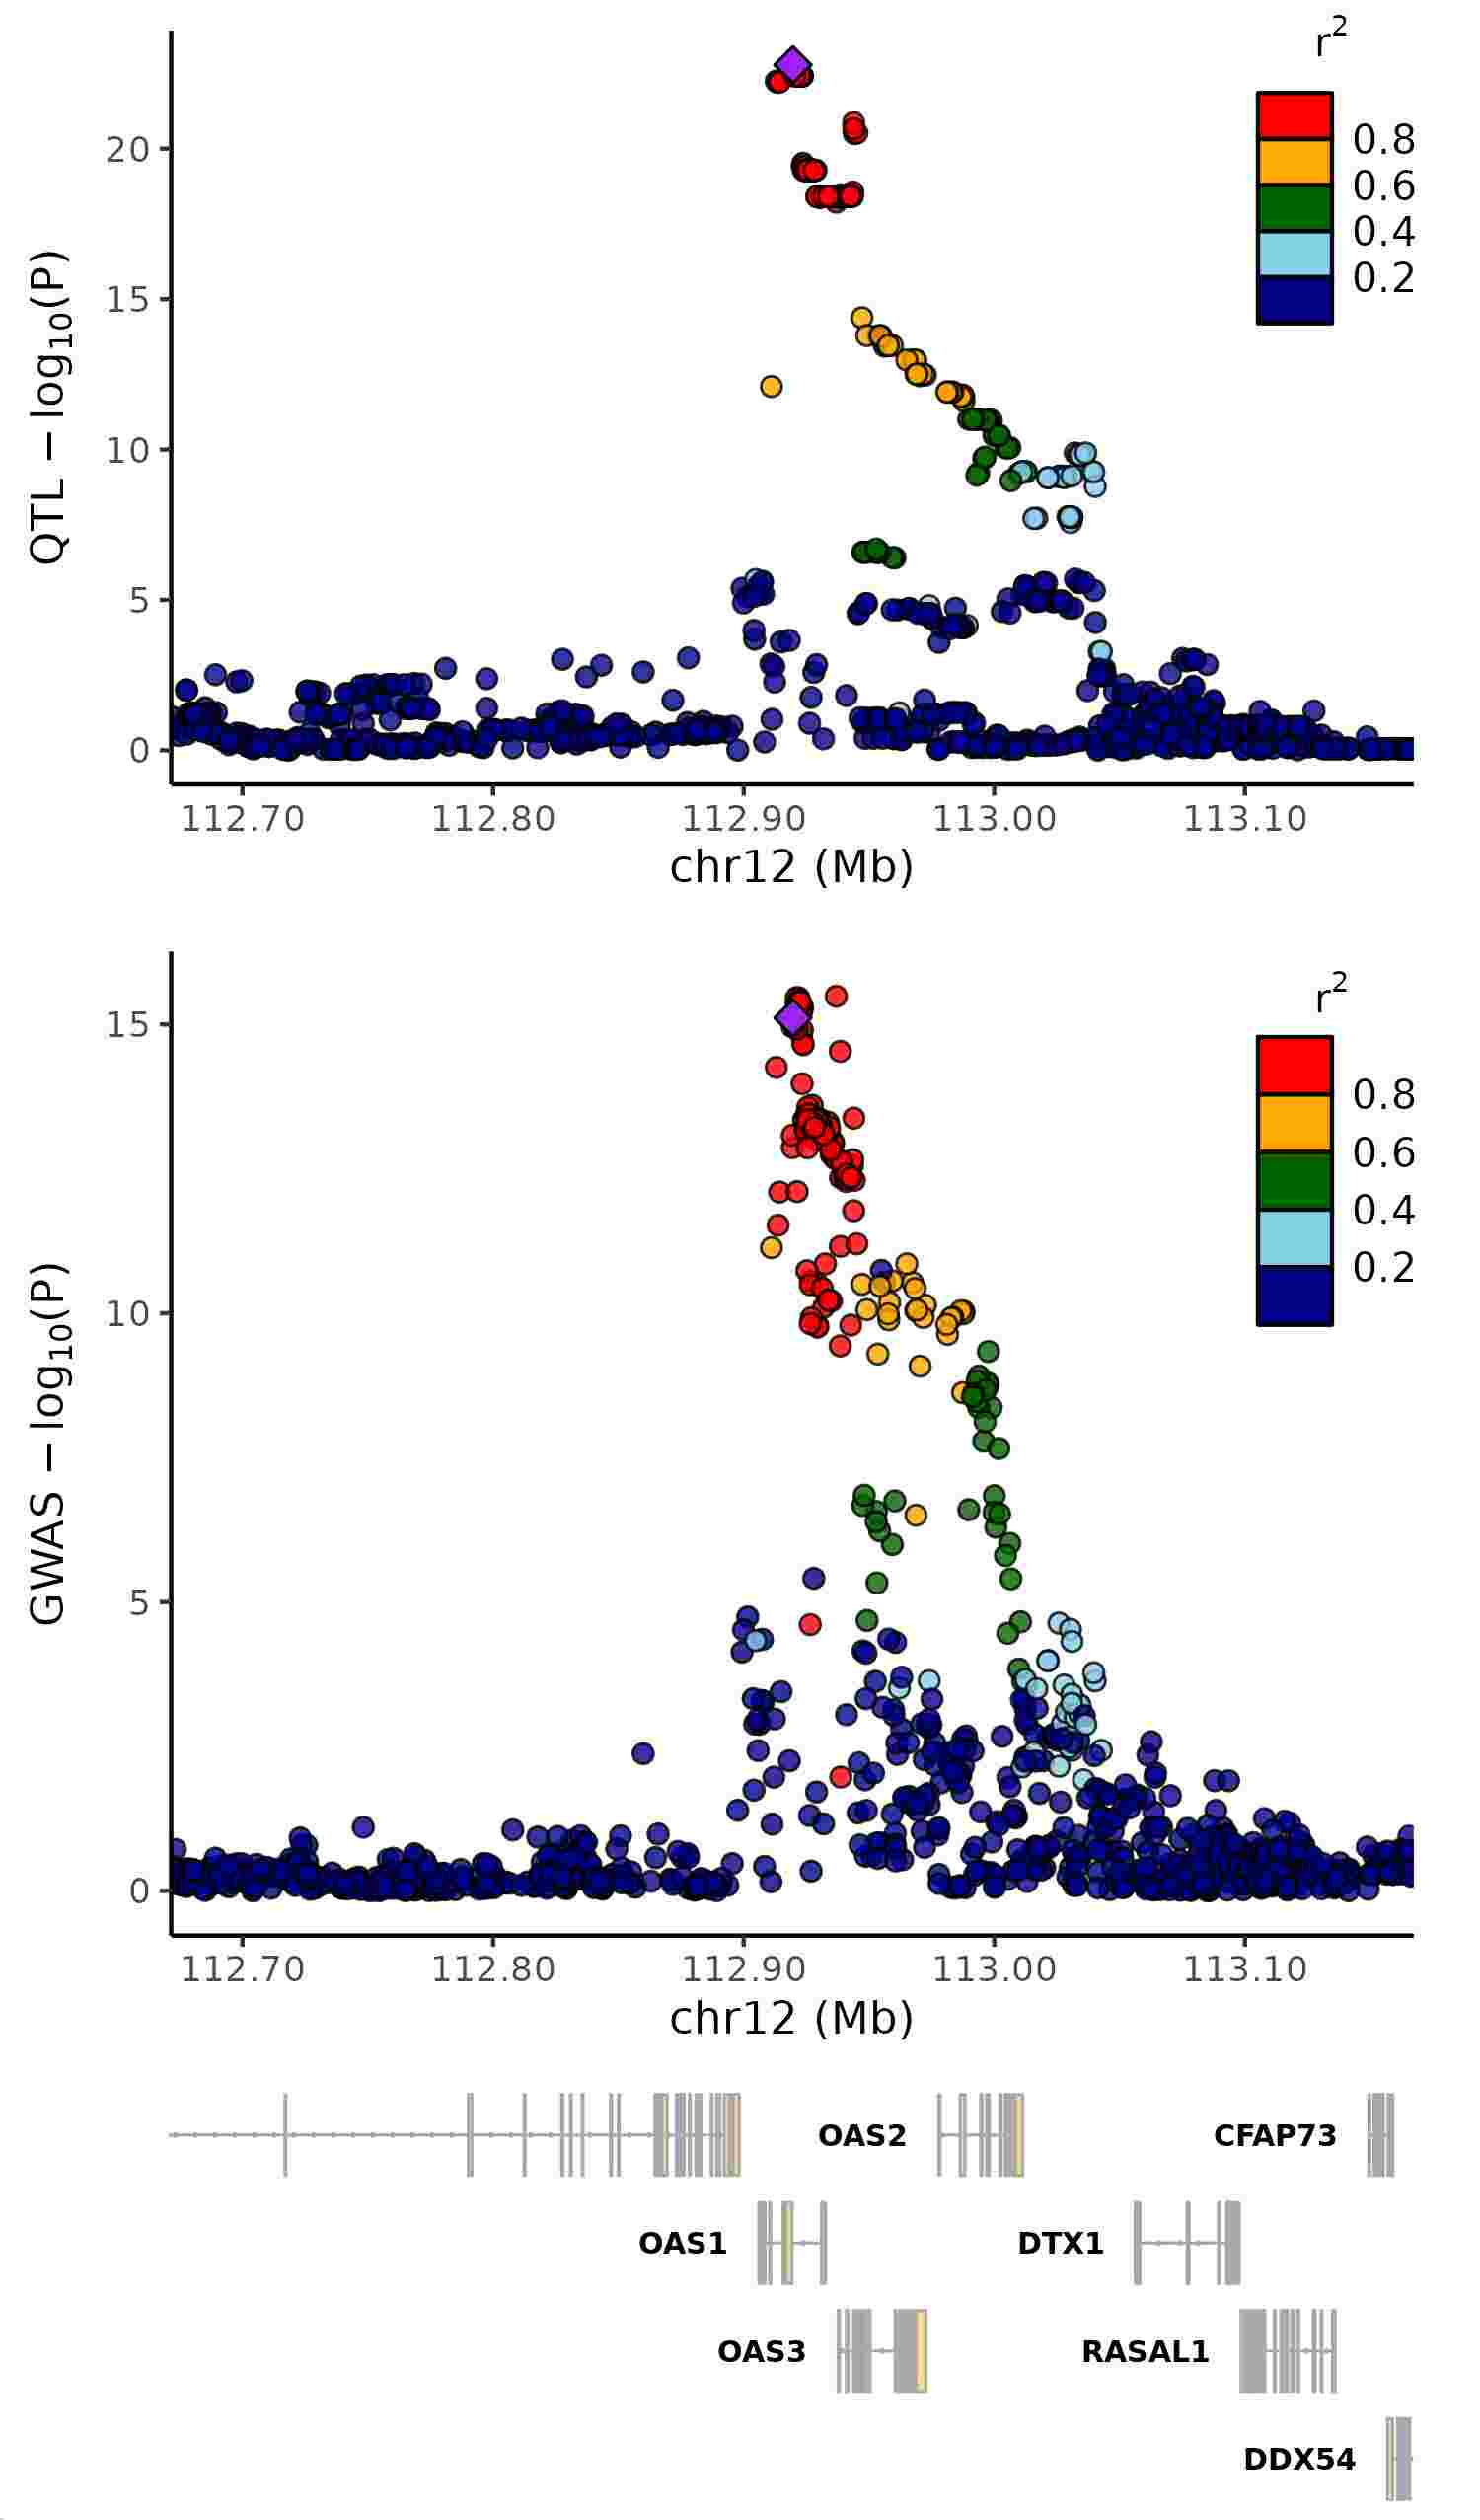 r²
0.8
0.6
0.4
0.2
QTL − log₁₀(P)
20
15
10
5
0
112.70 112.80 112.90 113.00 113.10
chr12 (Mb)
r²
0.8
0.6
0.4
0.2
GWAS − log₁₀(P)
15
10
5
0
112.70 112.80 112.90 113.00 113.10
chr12 (Mb)
OAS2 CFAP73
OAS1 DTX1
OAS3 RASAL1
DDX54